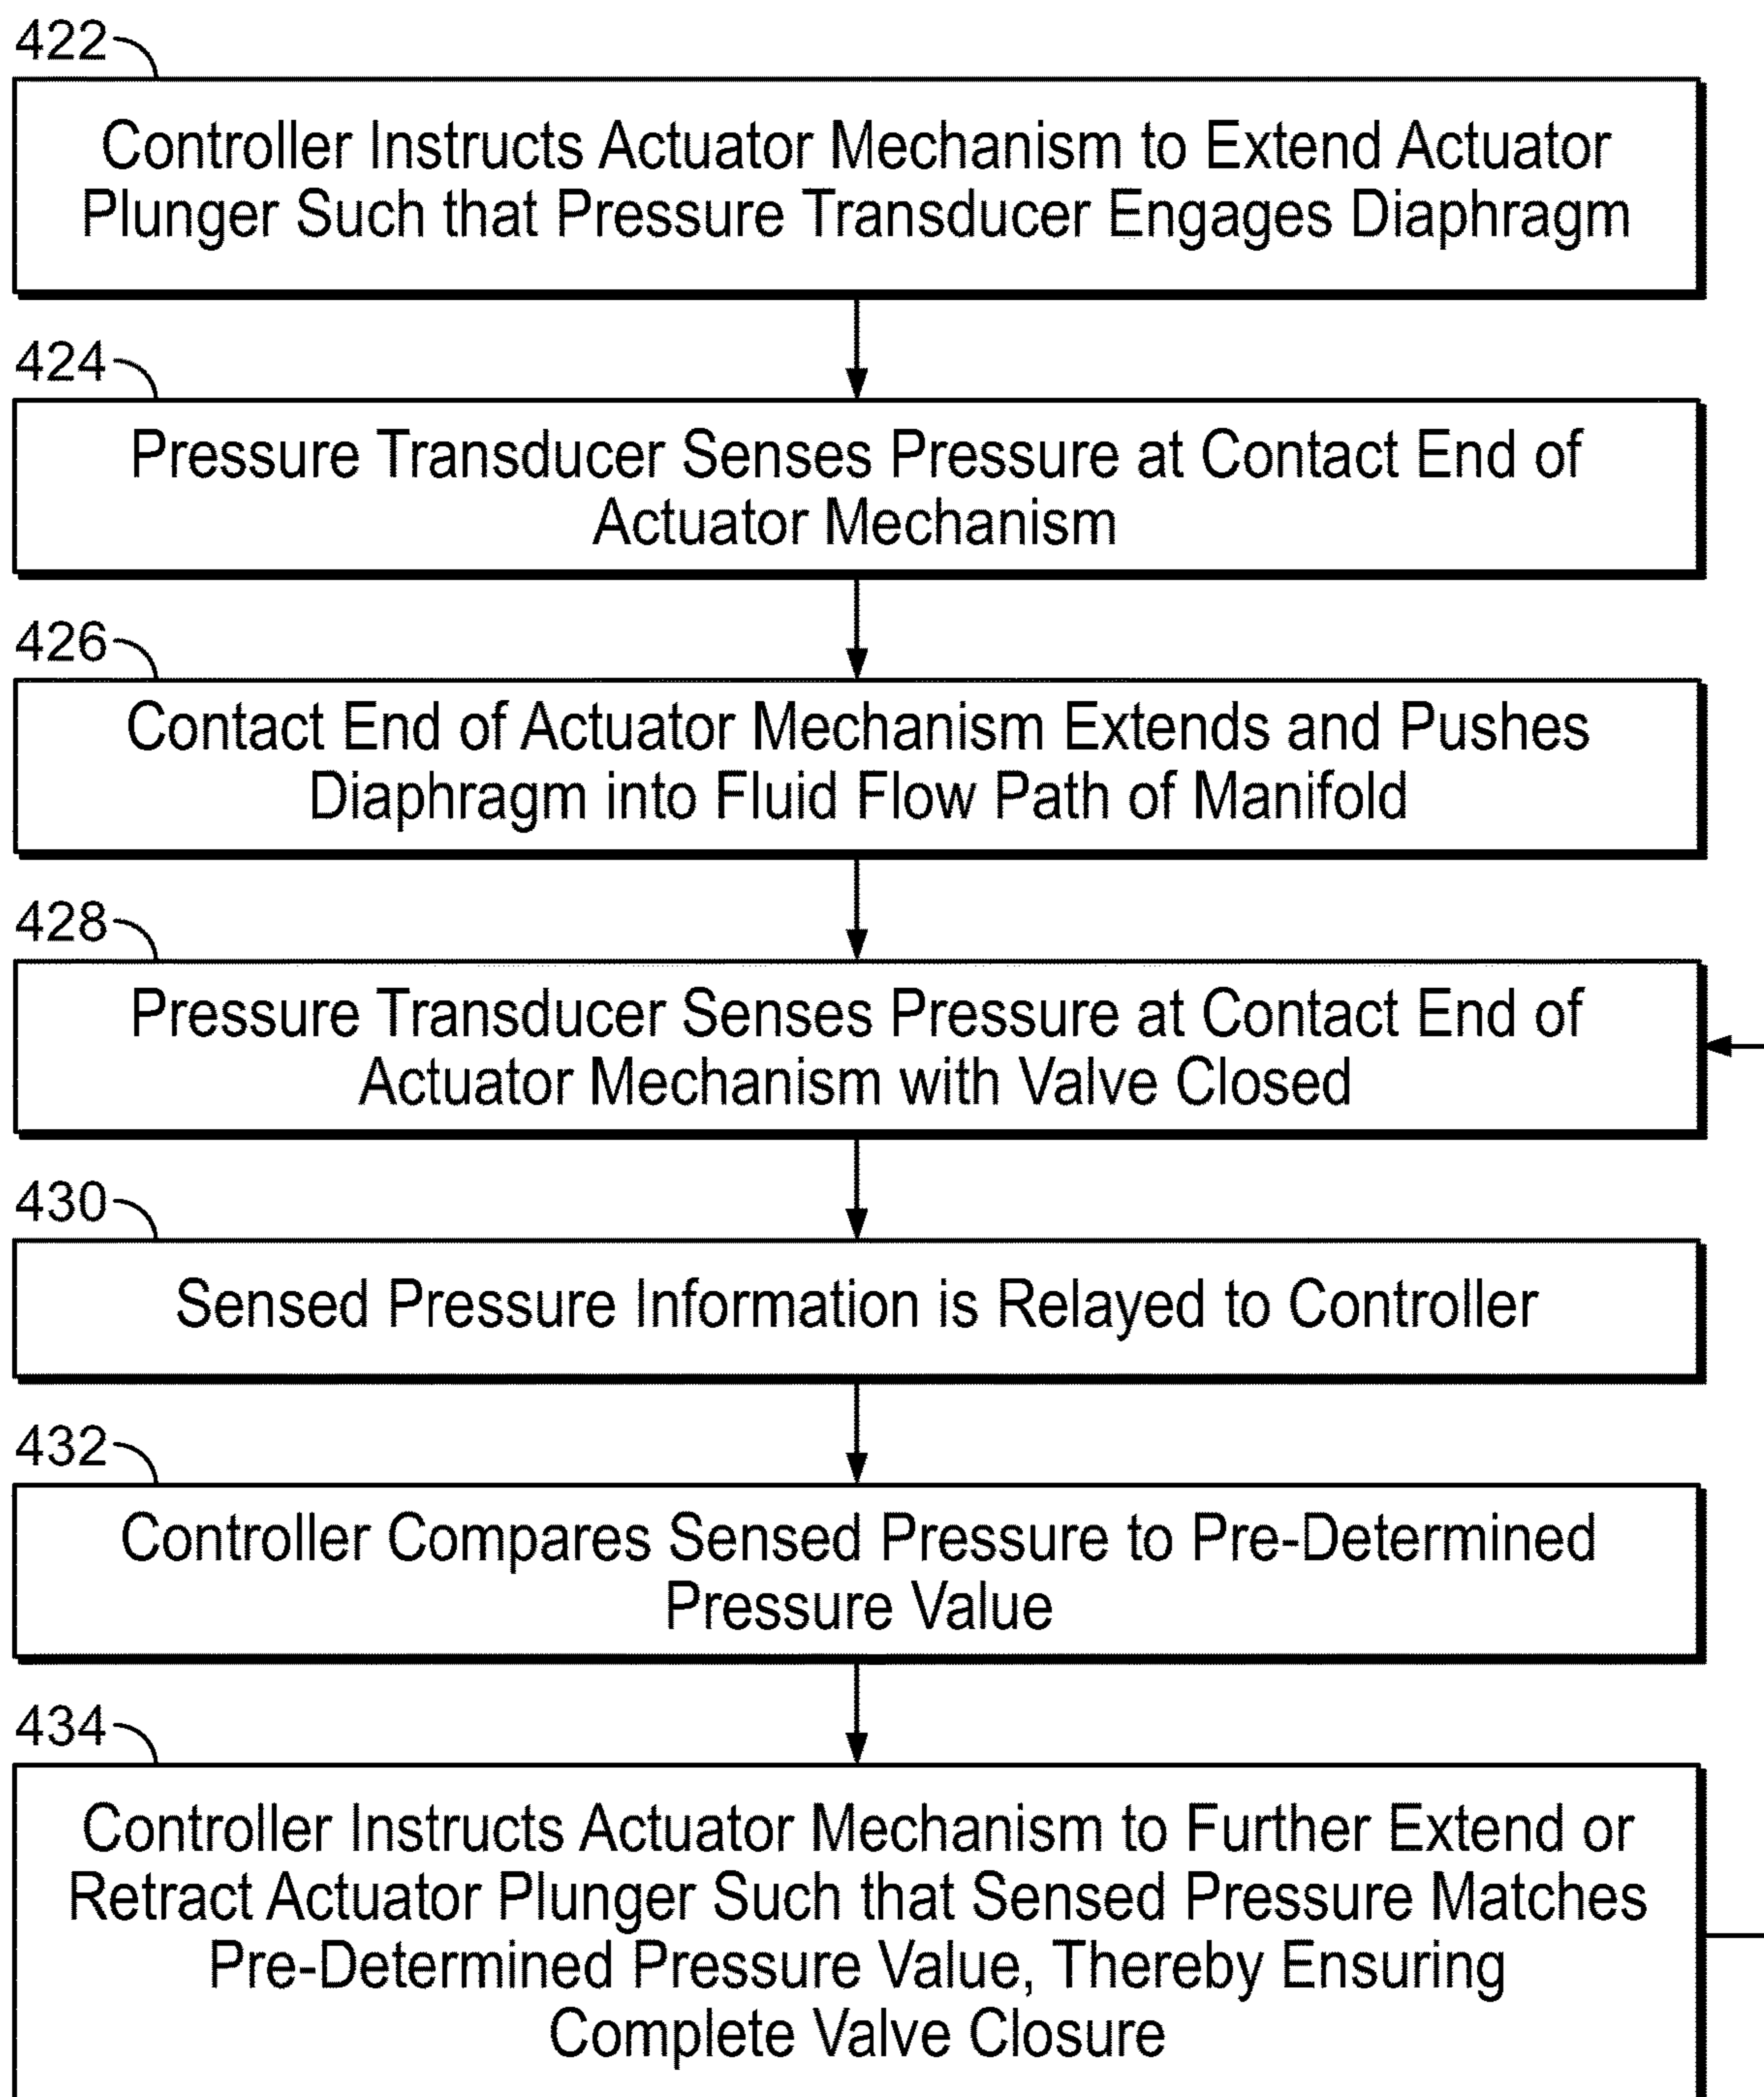 422
Controller Instructs Actuator Mechanism to Extend Actuator
Plunger Such that Pressure Transducer Engages Diaphragm
424
Pressure Transducer Senses Pressure at Contact End of
Actuator Mechanism
426
Contact End of Actuator Mechanism Extends and Pushes
Diaphragm into Fluid Flow Path of Manifold
428
Pressure Transducer Senses Pressure at Contact End of
Actuator Mechanism with Valve Closed
430
Sensed Pressure Information is Relayed to Controller
432
Controller Compares Sensed Pressure to Pre-Determined
Pressure Value
434
Controller Instructs Actuator Mechanism to Further Extend or
Retract Actuator Plunger Such that Sensed Pressure Matches
Pre-Determined Pressure Value, Thereby Ensuring
Complete Valve Closure